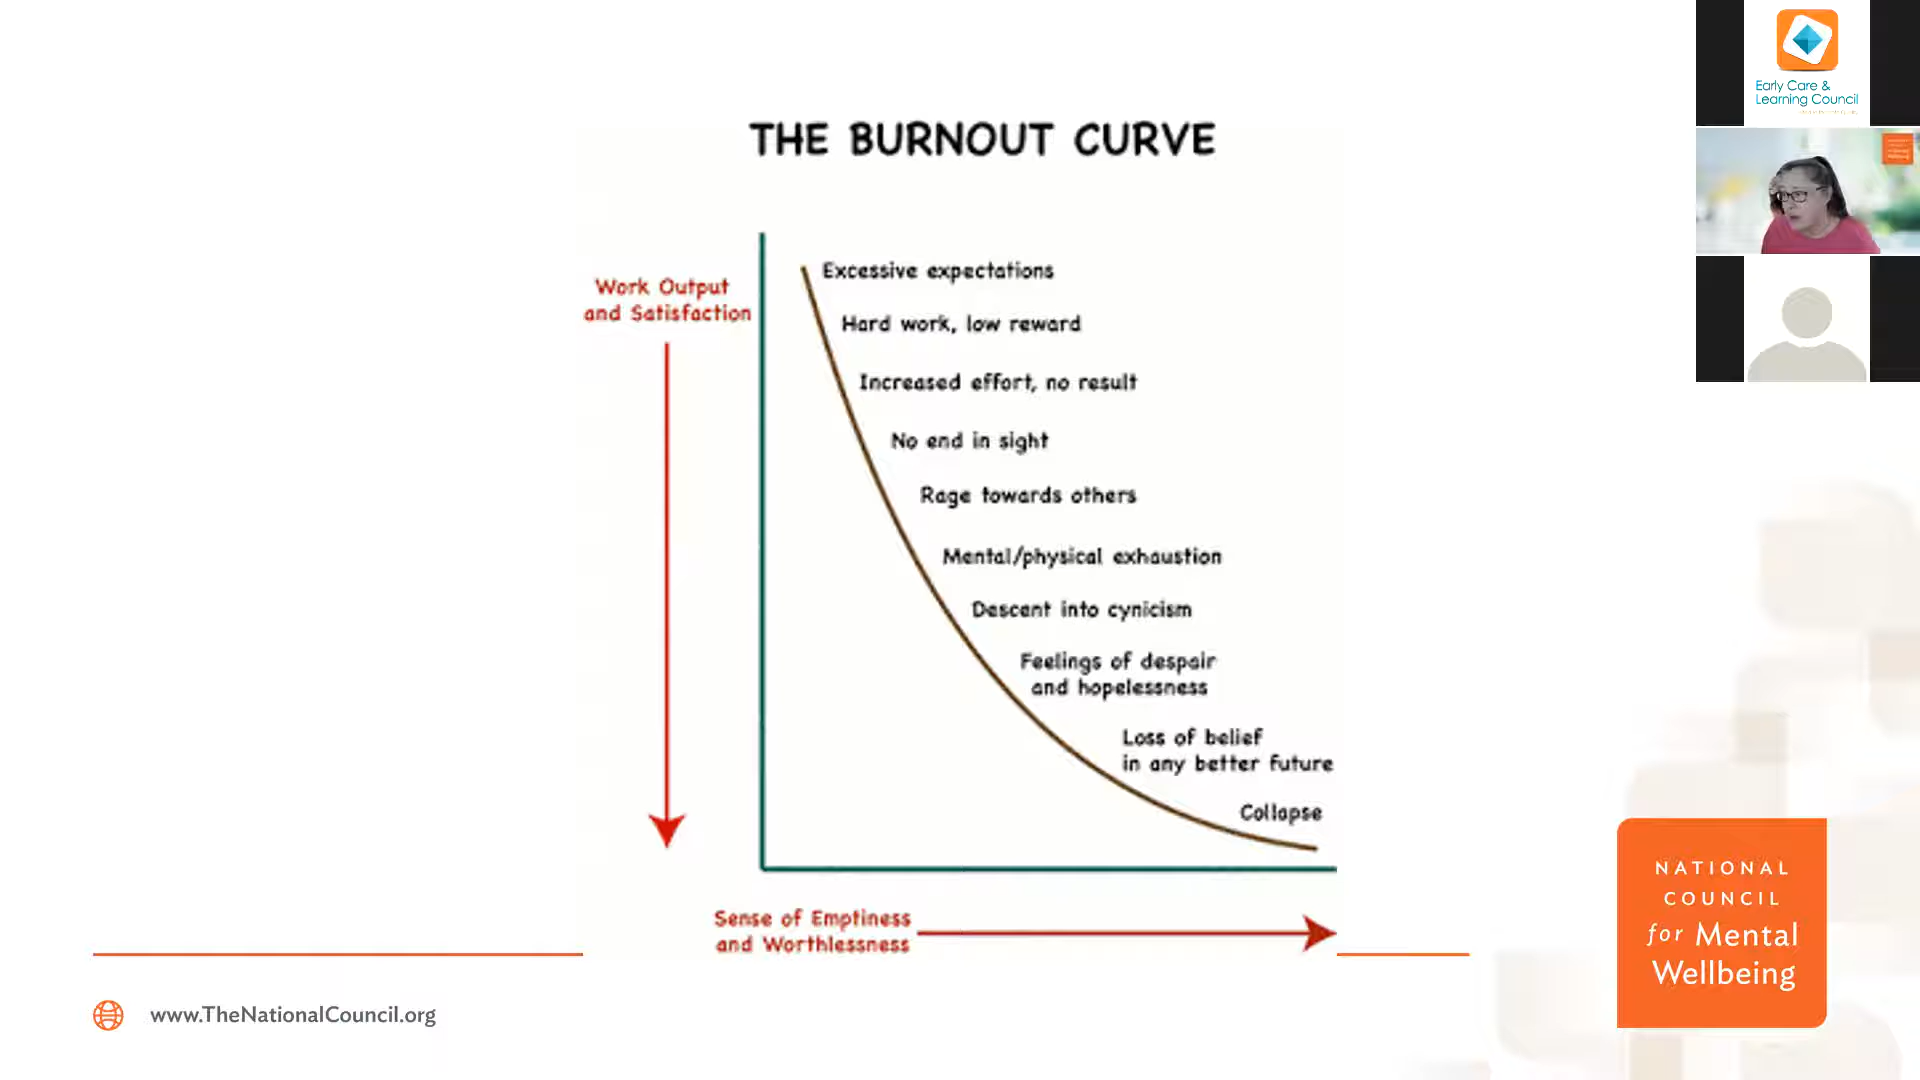 THE BURNOUT CURVE
Work Output
and Satisfaction
Excessive expectations
Hard work, low reward
Increased effort, no result
No end in sight
Rage towards others
Mental/physical exhaustion
Descent into cynicism
Feelings of despair
and hopelessness
Loss of belief
in any better future
Collapse
Sense of Emptiness
and Worthlessness
www.TheNationalCouncil.org
NATIONAL
COUNCIL
for Mental
Wellbeing
Early Care &
Learning Council